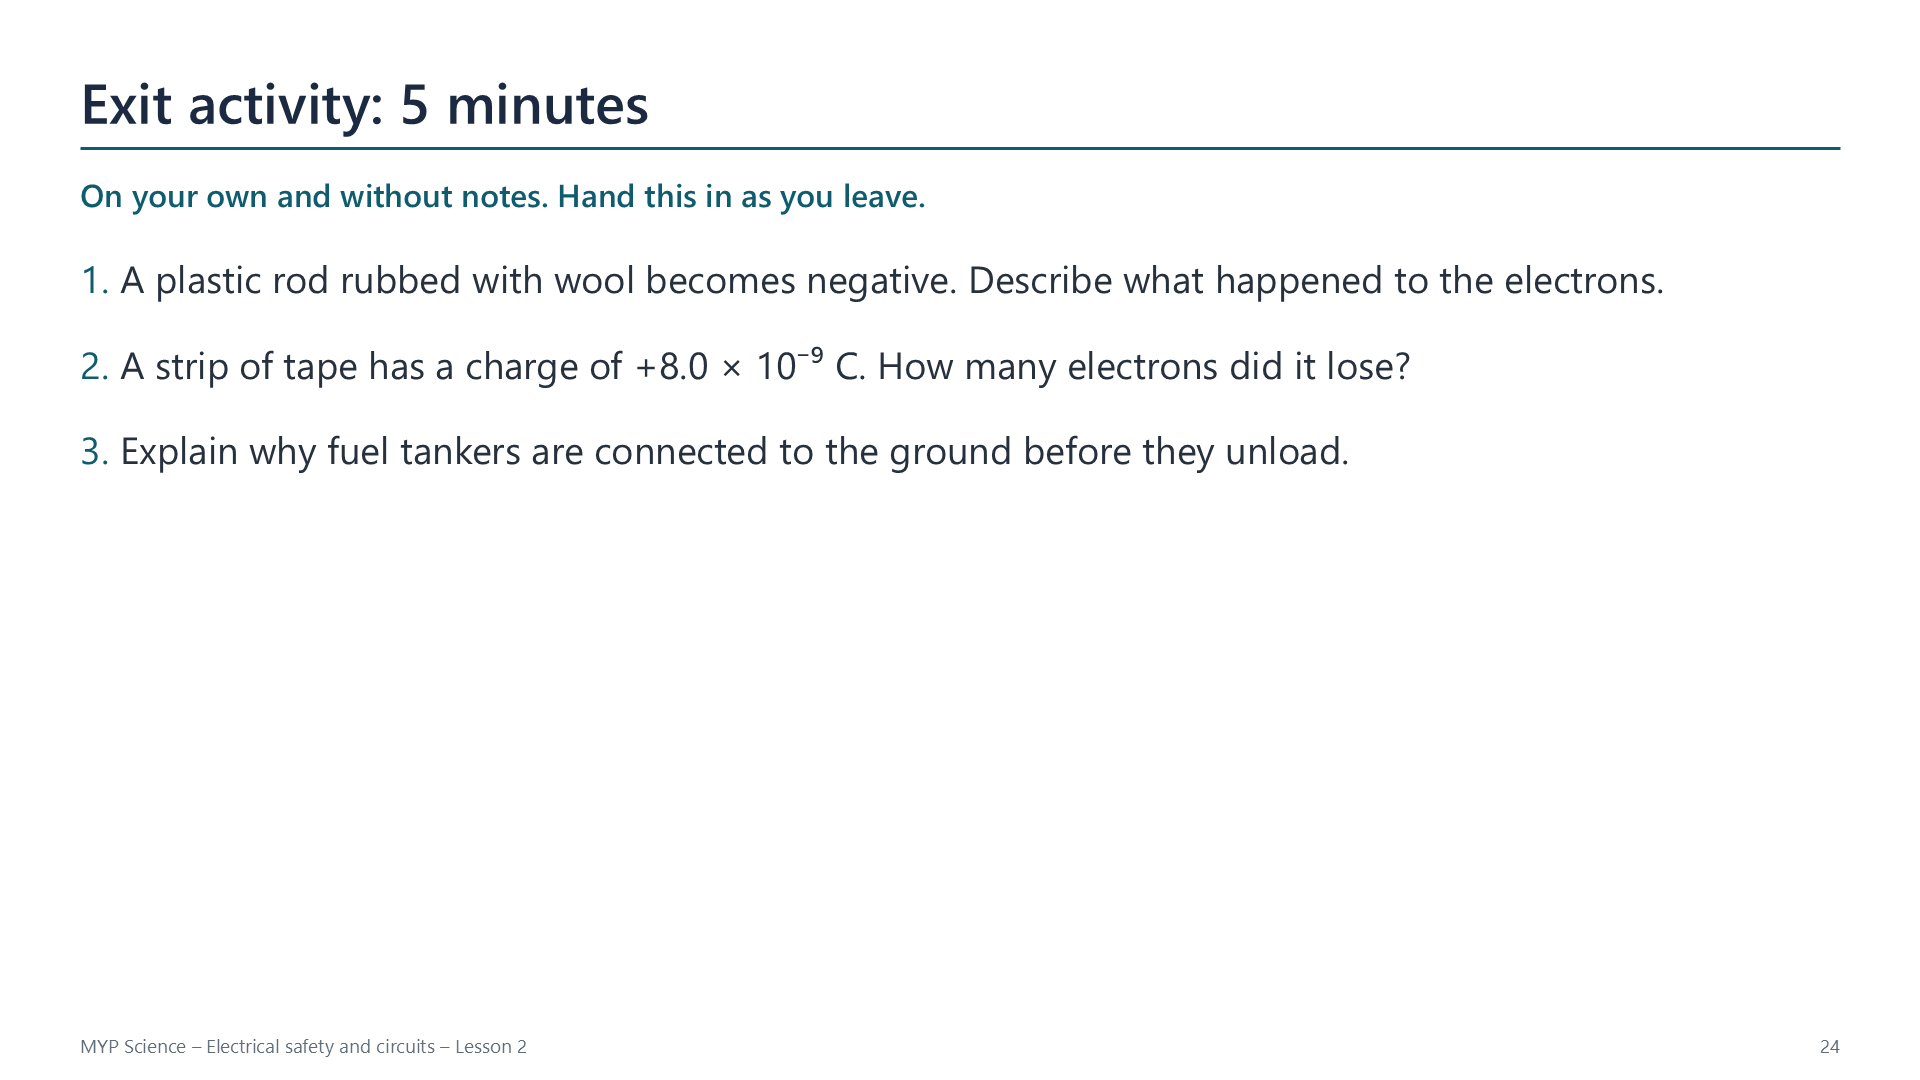 Exit activity: 5 minutes
On your own and without notes. Hand this in as you leave.
1. A plastic rod rubbed with wool becomes negative. Describe what happened to the electrons.
2. A strip of tape has a charge of +8.0 × 10⁻⁹ C. How many electrons did it lose?
3. Explain why fuel tankers are connected to the ground before they unload.
MYP Science – Electrical safety and circuits – Lesson 2
24